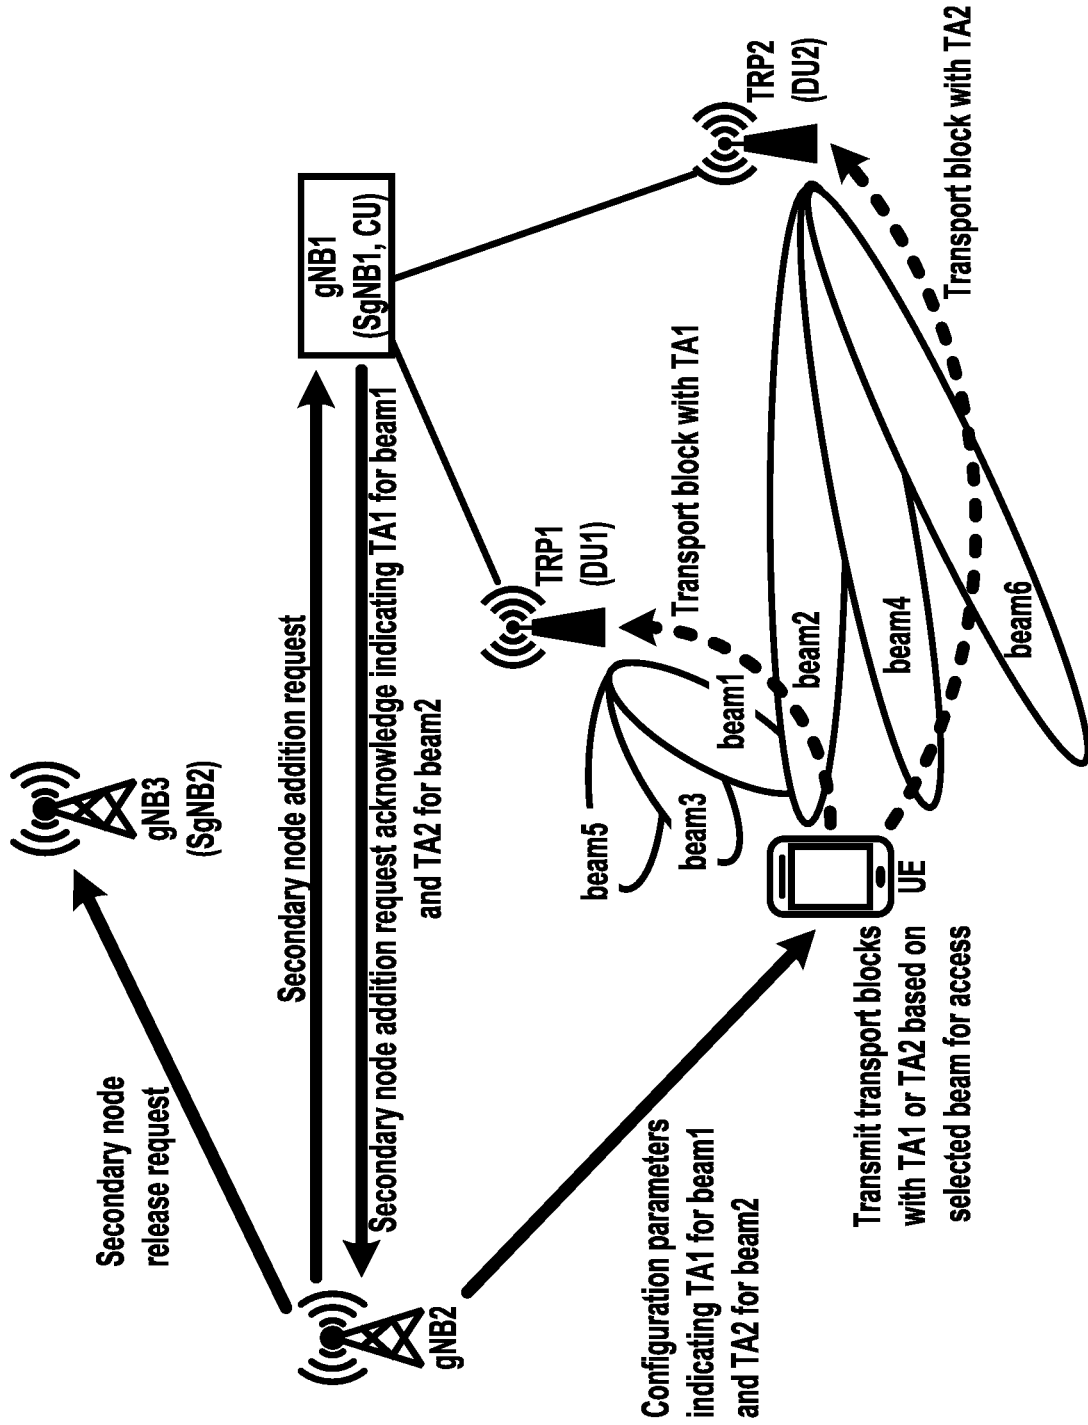 Secondary node
release request
gNB3
(SgNB2)
gNB2
Secondary node addition request
Secondary node addition request acknowledge indicating TA1 for beam1
and TA2 for beam2
gNB1
(SgNB1, CU)
TRP1
(DU1)
TRP2
(DU2)
Configuration parameters
indicating TA1 for beam1
and TA2 for beam2
beam5
beam3
beam1
Transport block with TA1
beam2
beam4
beam6
UE
Transmit transport blocks
with TA1 or TA2 based on
selected beam for access
Transport block with TA2